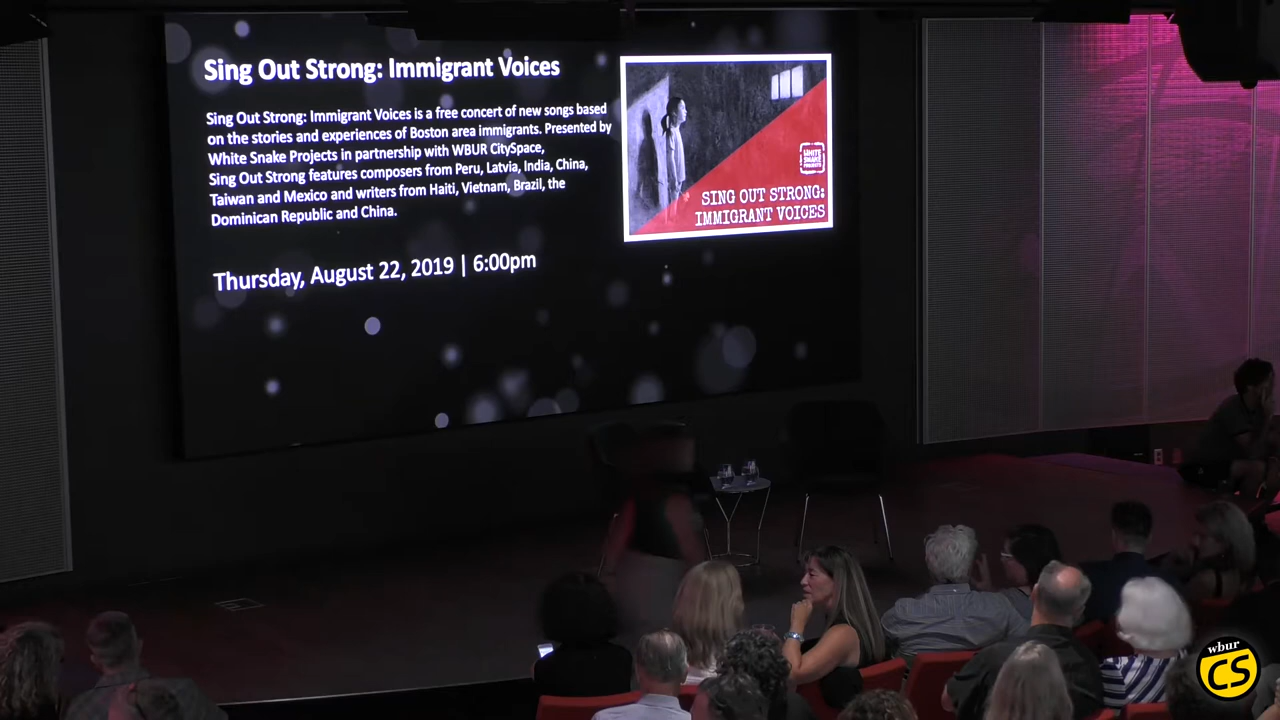 Sing Out Strong: Immigrant Voices
Sing Out Strong: Immigrant Voices is a free concert of new songs based
on the stories and experiences of Boston area immigrants. Presented by
White Snake Projects in partnership with WBUR CitySpace,
Sing Out Strong features composers from Peru, Latvia, India, China,
Taiwan and Mexico and writers from Haiti, Vietnam, Brazil, the
Dominican Republic and China.
Thursday, August 22, 2019 | 6:00pm
WHITE
SNAKE
PROJECTS
SING OUT STRONG:
IMMIGRANT VOICES
wbur
CS